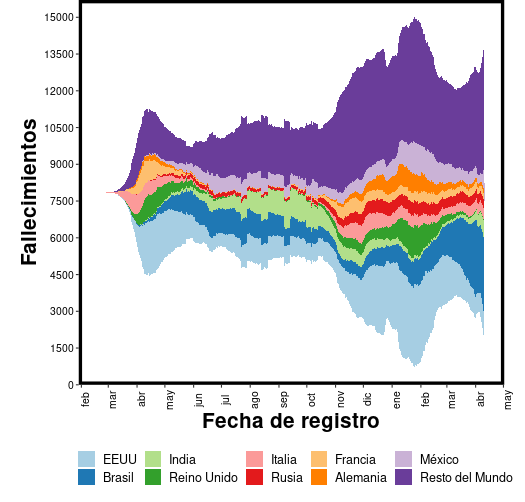 Fallecimientos
15000
13500
12000
10500
9000
7500
6000
4500
3000
1500
0
feb mar abr may jun jul ago sep oct nov dic ene feb mar abr may
Fecha de registro
EEUU India Italia Francia México
Brasil Reino Unido Rusia Alemania Resto del Mundo